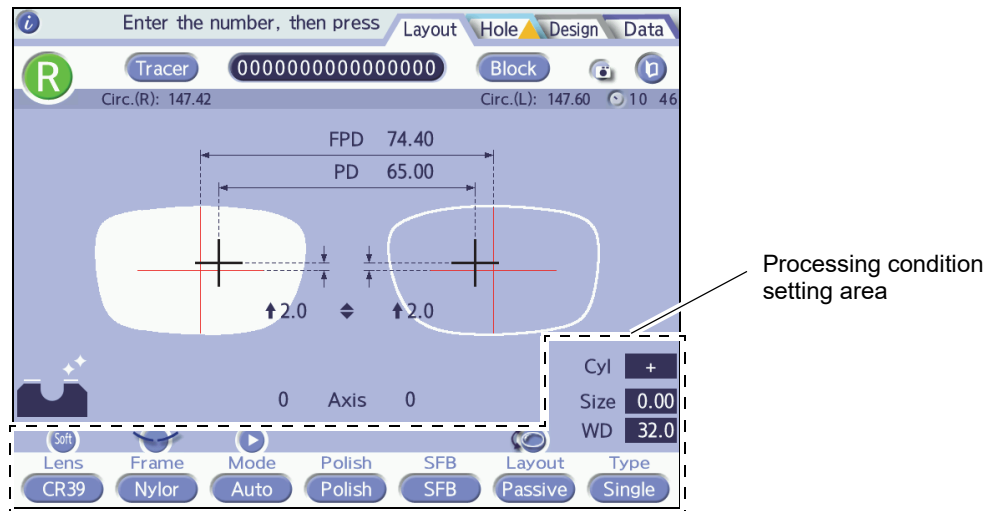 i Enter the number, then press Layout Hole Design Data
R Tracer 0000000000000000 Block
Circ.(R): 147.42 Circ.(L): 147.60 10 46
FPD 74.40
PD 65.00
Processing condition
setting area
2.0 2.0
Cyl +
0 Axis 0 Size 0.00
Soft WD 32.0
Lens Frame Mode Polish SFB Layout Type
CR39 Nylor Auto Polish SFB Passive Single